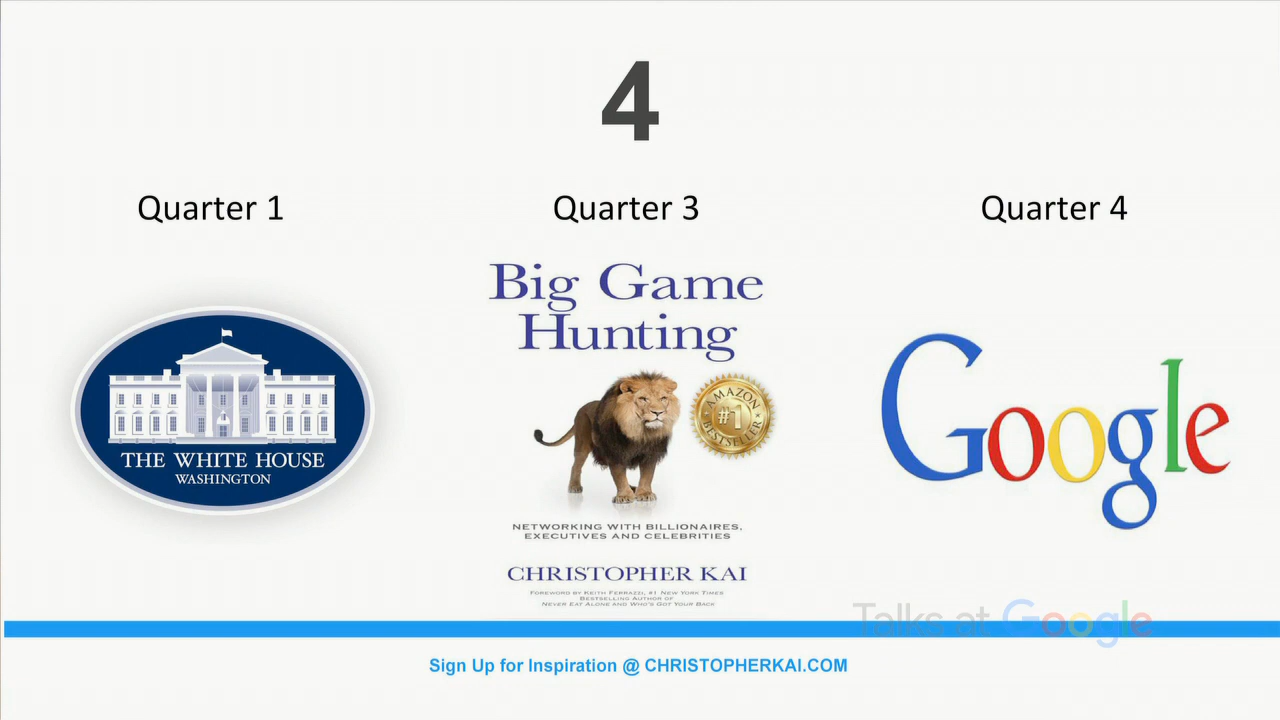 4
Quarter 1
Quarter 3
Quarter 4
THE WHITE HOUSE
WASHINGTON
Big Game
Hunting
AMAZON
#1
BESTSELLER
NETWORKING WITH BILLIONAIRES,
EXECUTIVES AND CELEBRITIES
CHRISTOPHER KAI
FOREWORD BY KEITH FERRAZZI, #1 NEW YORK TIMES
BESTSELLING AUTHOR OF
NEVER EAT ALONE AND WHO'S GOT YOUR BACK
Google
Talks at Google
Sign Up for Inspiration @ CHRISTOPHERKAI.COM